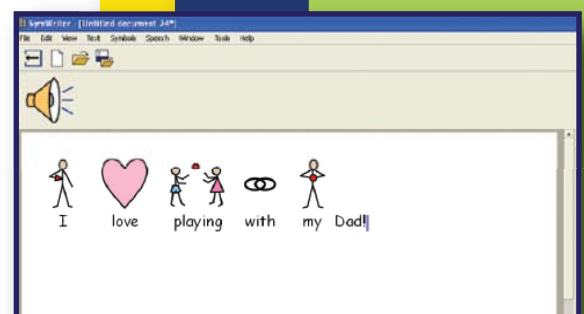 SymWriter - [Untitled document 24*]
File Edit View Text Symbols Speech Window Tools Help
I love playing with my Dad!